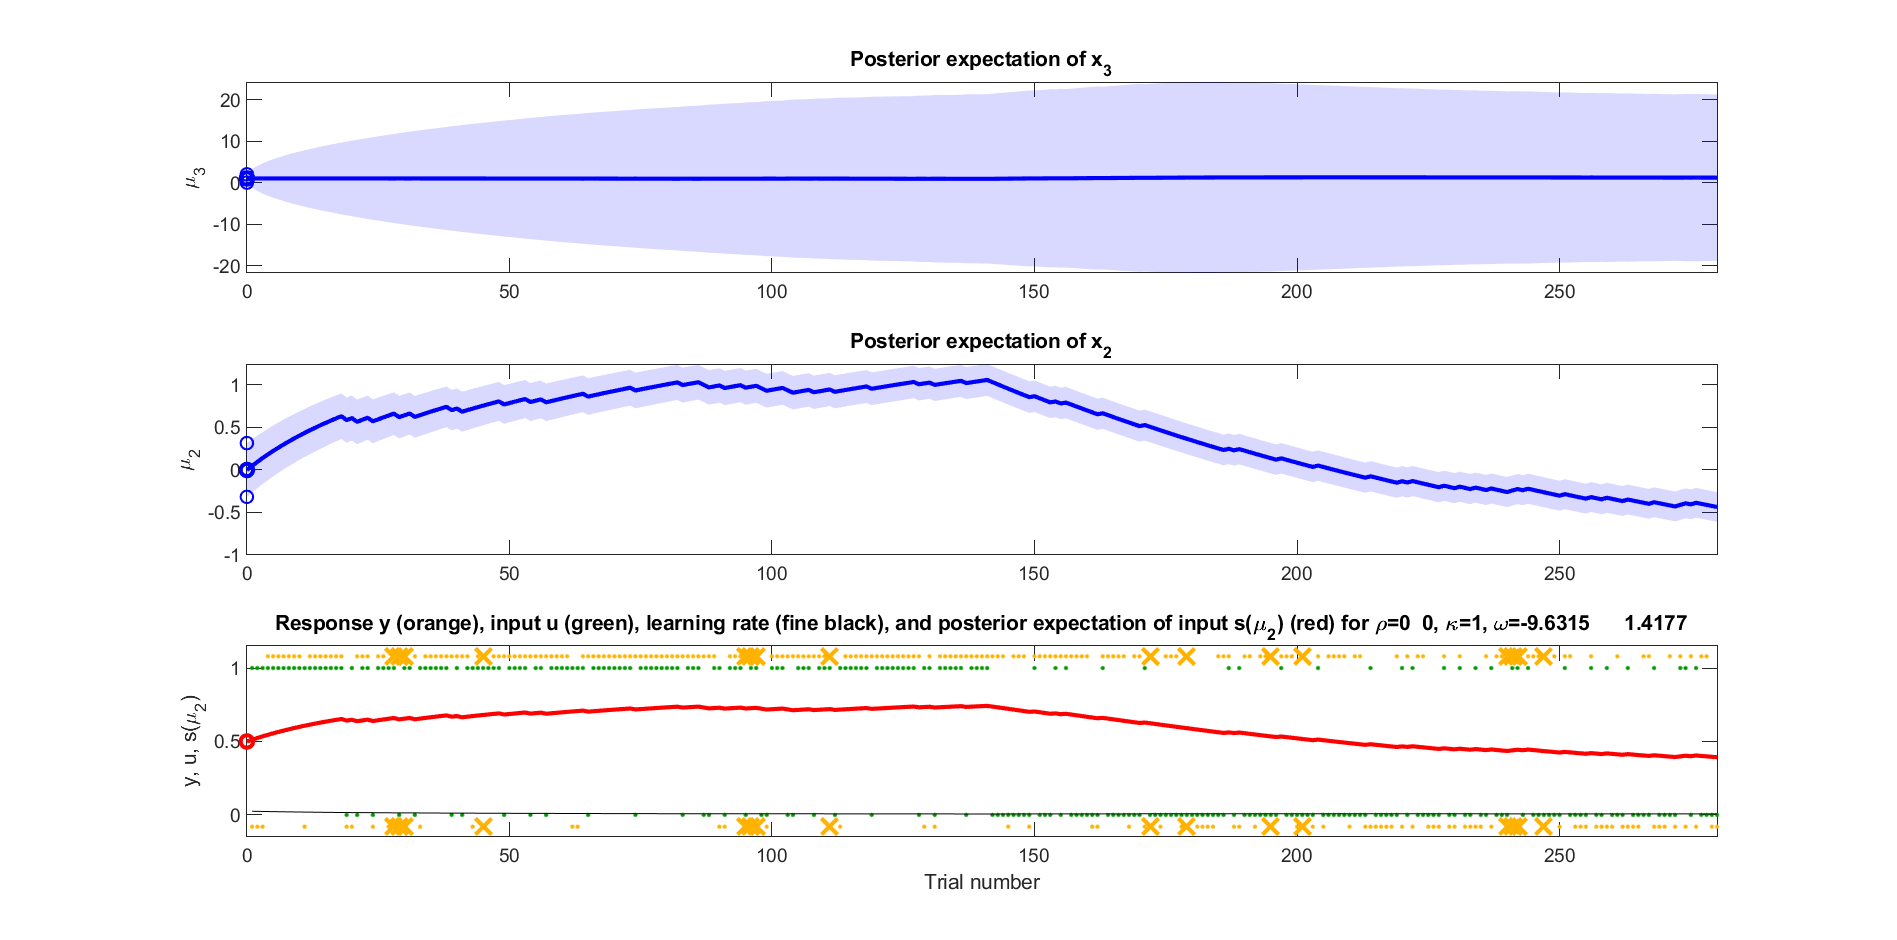 Posterior expectation of x₃
20
10
0
-10
-20
μ₃
0 50 100 150 200 250
Posterior expectation of x₂
1
0.5
0
-0.5
-1
μ₂
0 50 100 150 200 250
Response y (orange), input u (green), learning rate (fine black), and posterior expectation of input s(μ₂) (red) for ρ=0 0, κ=1, ω=-9.6315 1.4177
1
0.5
0
y, u, s(μ₂)
0 50 100 150 200 250
Trial number